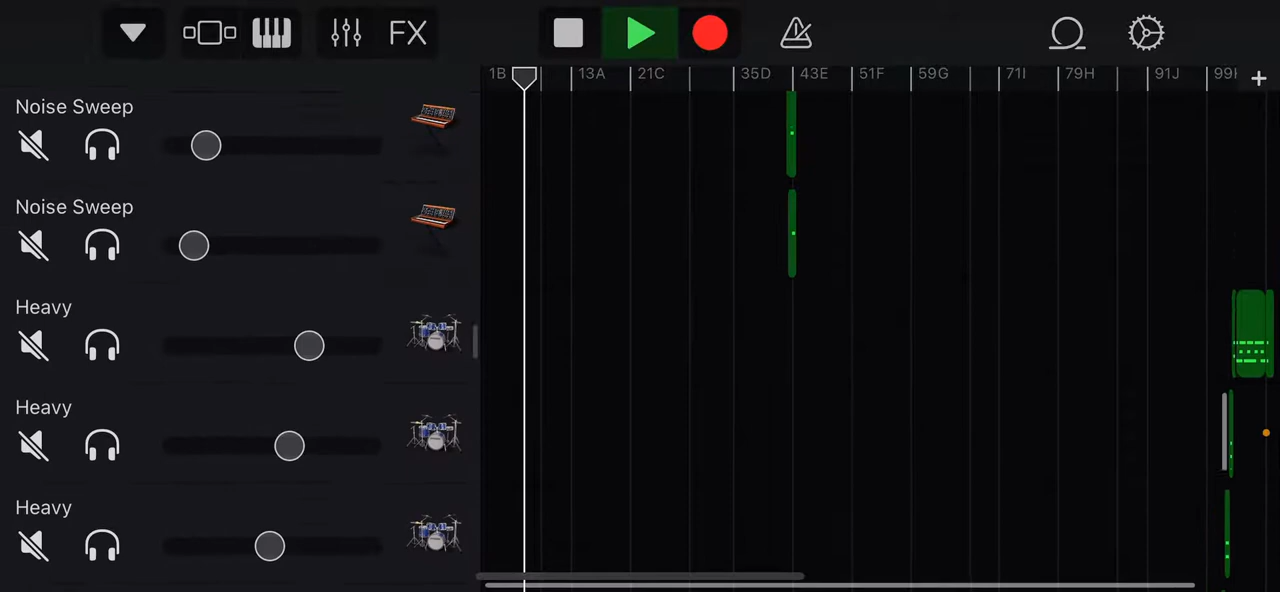 FX
1B 13A 21C 35D 43E 51F 59G 71I 79H 91J
Noise Sweep
Noise Sweep
Heavy
Heavy
Heavy